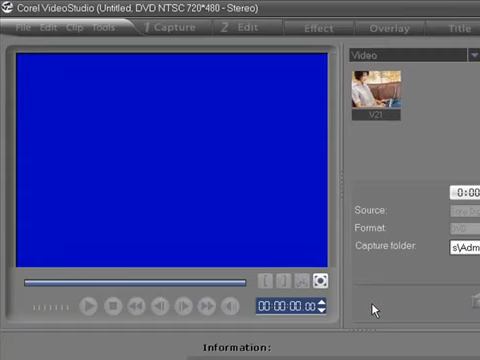 Corel VideoStudio (Untitled, DVD NTSC 720*480 - Stereo)
File Edit Clip Tools 1 Capture 2 Edit Effect Overlay Title
Video
V21
0:00
Source:
Format: DVD
Capture folder: s\Adm
00:00:00:00
Information: